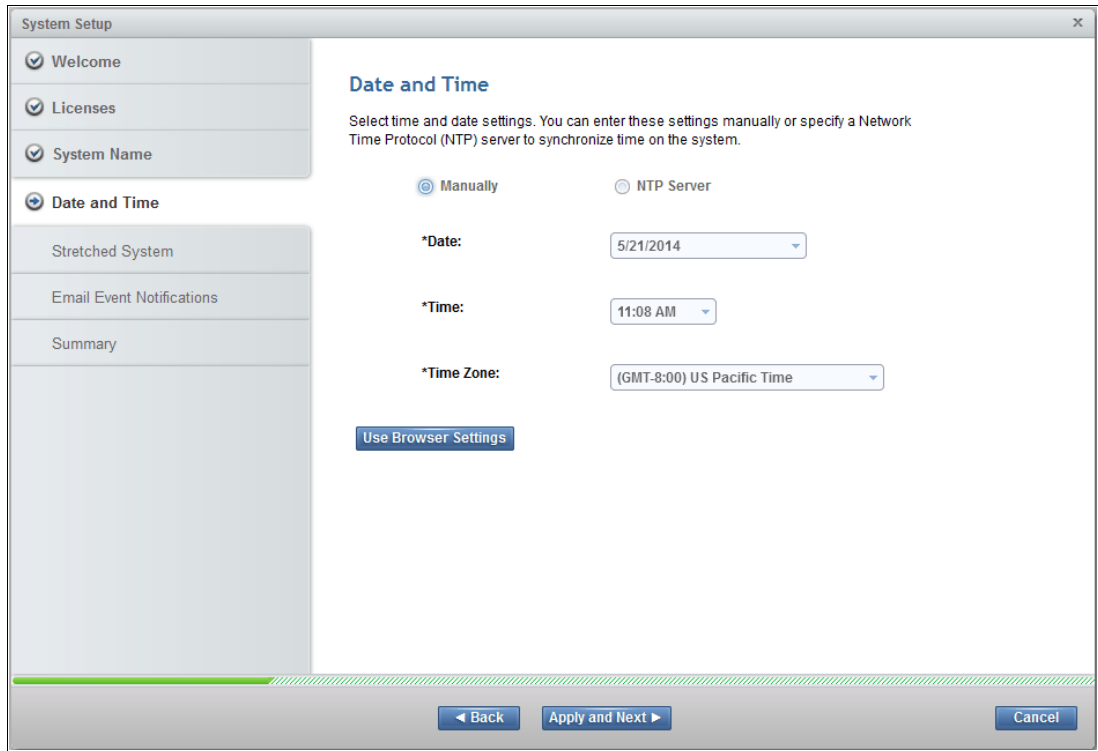 System Setup
x
Welcome
Licenses
System Name
Date and Time
Stretched System
Email Event Notifications
Summary
Date and Time
Select time and date settings. You can enter these settings manually or specify a Network
Time Protocol (NTP) server to synchronize time on the system.
Manually
NTP Server
*Date:
5/21/2014
*Time:
11:08 AM
*Time Zone:
(GMT-8:00) US Pacific Time
Use Browser Settings
Back
Apply and Next
Cancel